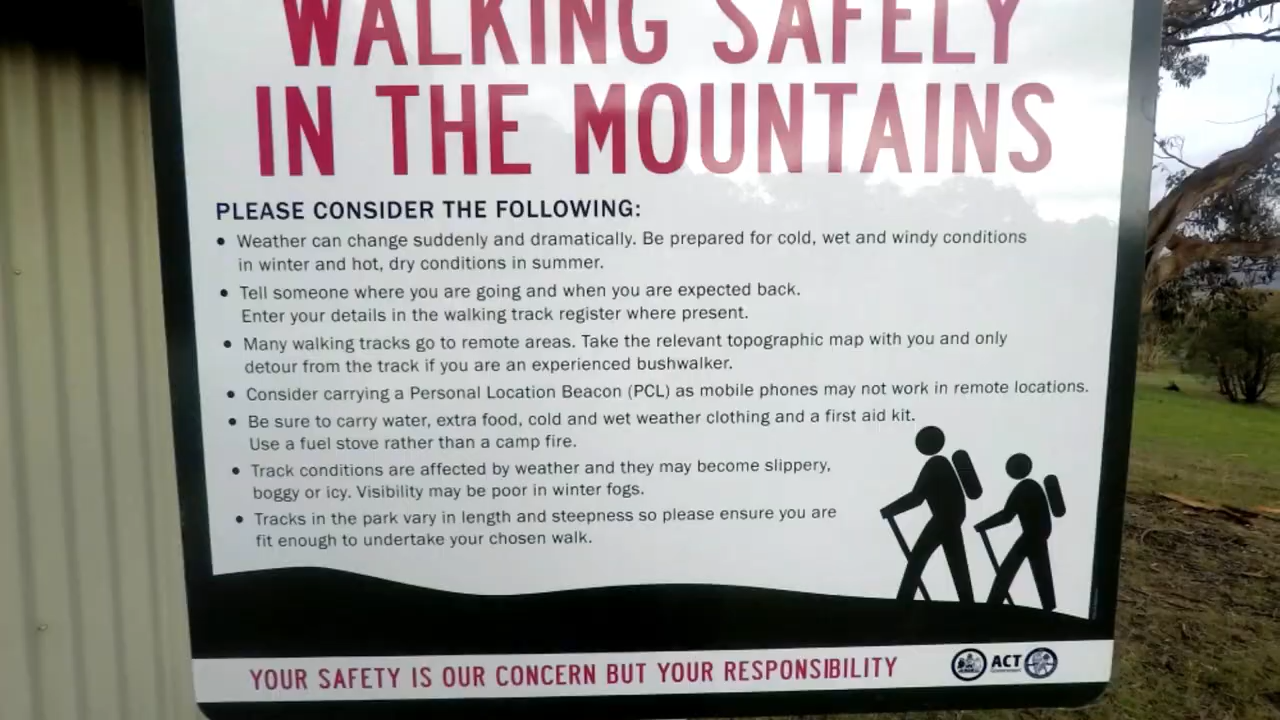 WALKING SAFELY
IN THE MOUNTAINS
PLEASE CONSIDER THE FOLLOWING:
• Weather can change suddenly and dramatically. Be prepared for cold, wet and windy conditions
in winter and hot, dry conditions in summer.
• Tell someone where you are going and when you are expected back.
Enter your details in the walking track register where present.
• Many walking tracks go to remote areas. Take the relevant topographic map with you and only
detour from the track if you are an experienced bushwalker.
• Consider carrying a Personal Location Beacon (PCL) as mobile phones may not work in remote locations.
• Be sure to carry water, extra food, cold and wet weather clothing and a first aid kit.
Use a fuel stove rather than a camp fire.
• Track conditions are affected by weather and they may become slippery,
boggy or icy. Visibility may be poor in winter fogs.
• Tracks in the park vary in length and steepness so please ensure you are
fit enough to undertake your chosen walk.
YOUR SAFETY IS OUR CONCERN BUT YOUR RESPONSIBILITY
ACT